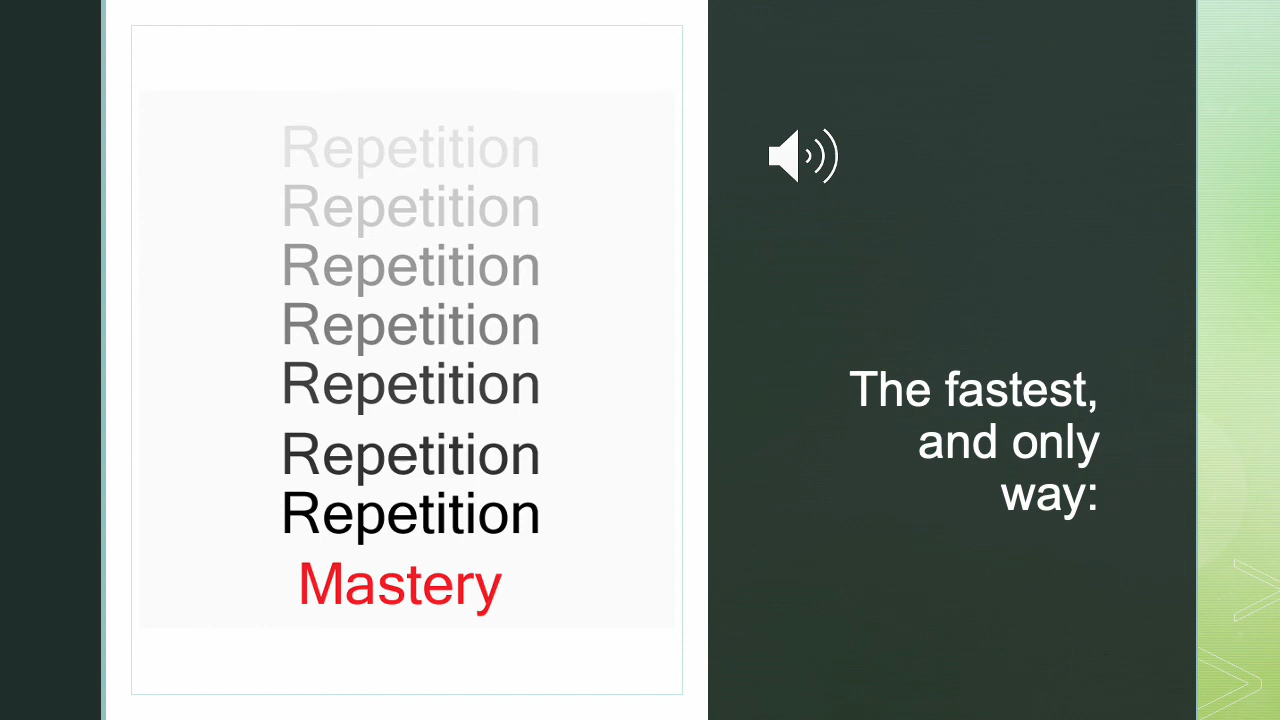 Repetition
Repetition
Repetition
Repetition
Repetition
Repetition
Repetition
Mastery
The fastest,
and only
way: